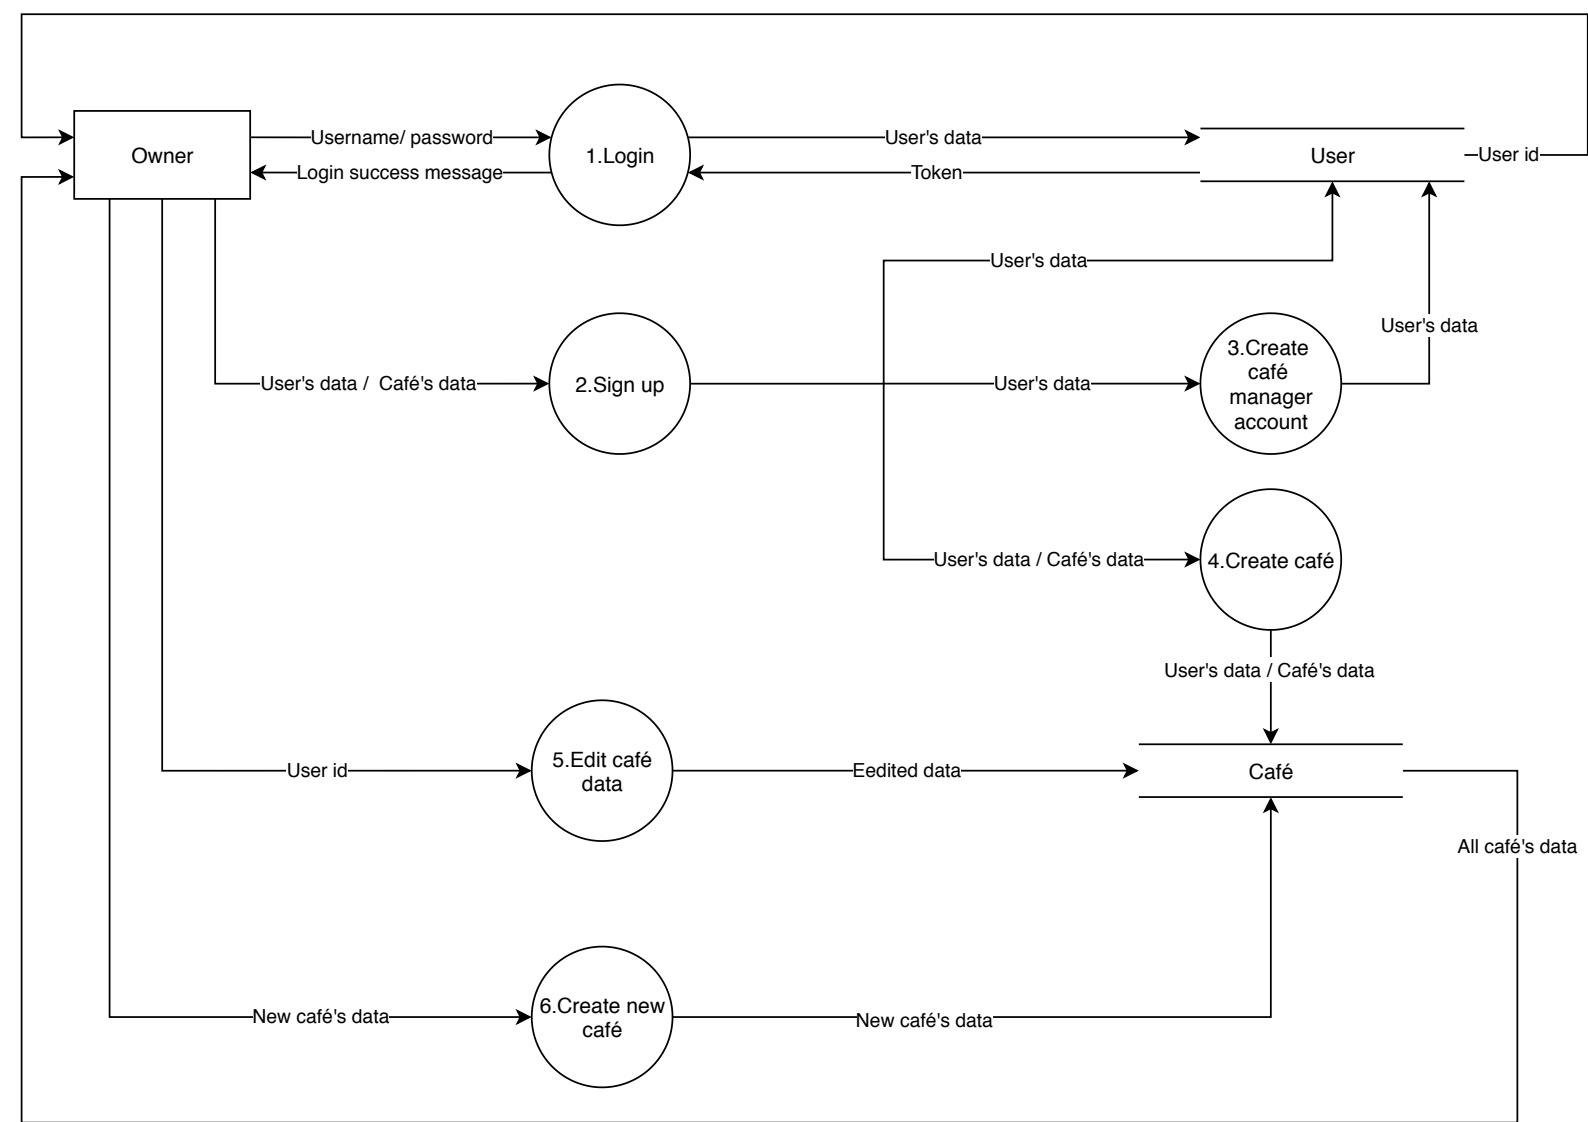 Owner
Username/ password
1.Login
User's data
User
User id
Login success message
Token
User's data
User's data
3.Create
café
manager
account
User's data /  Café's data
2.Sign up
User's data
User's data / Café's data
4.Create café
User's data / Café's data
User id
5.Edit café
data
Eedited data
Café
All café's data
New café's data
6.Create new
café
New café's data